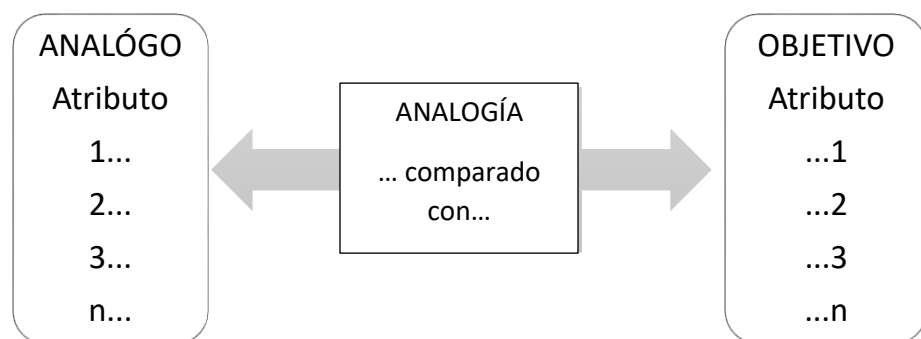 ANALÓGO
Atributo
1...
2...
3...
n...
ANALOGÍA
... comparado
con...
OBJETIVO
Atributo
...1
...2
...3
...n